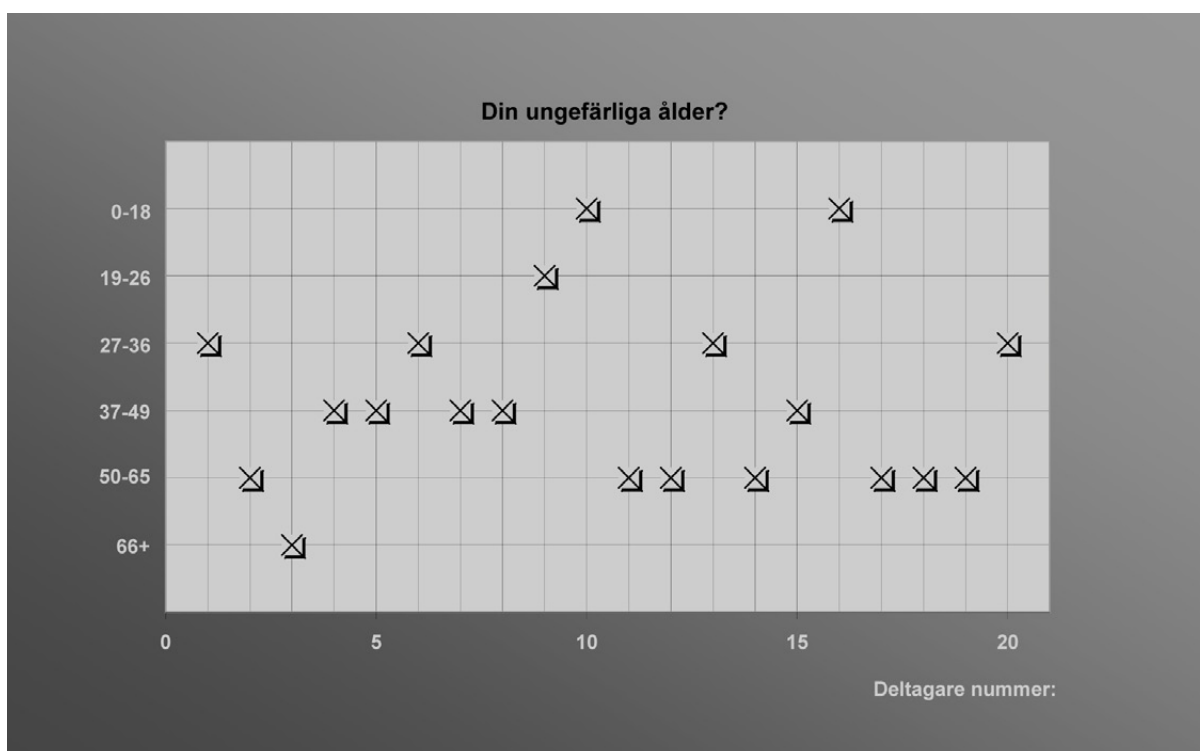 Din ungefärliga ålder?
0-18
19-26
27-36
37-49
50-65
66+
0 5 10 15 20
Deltagare nummer: